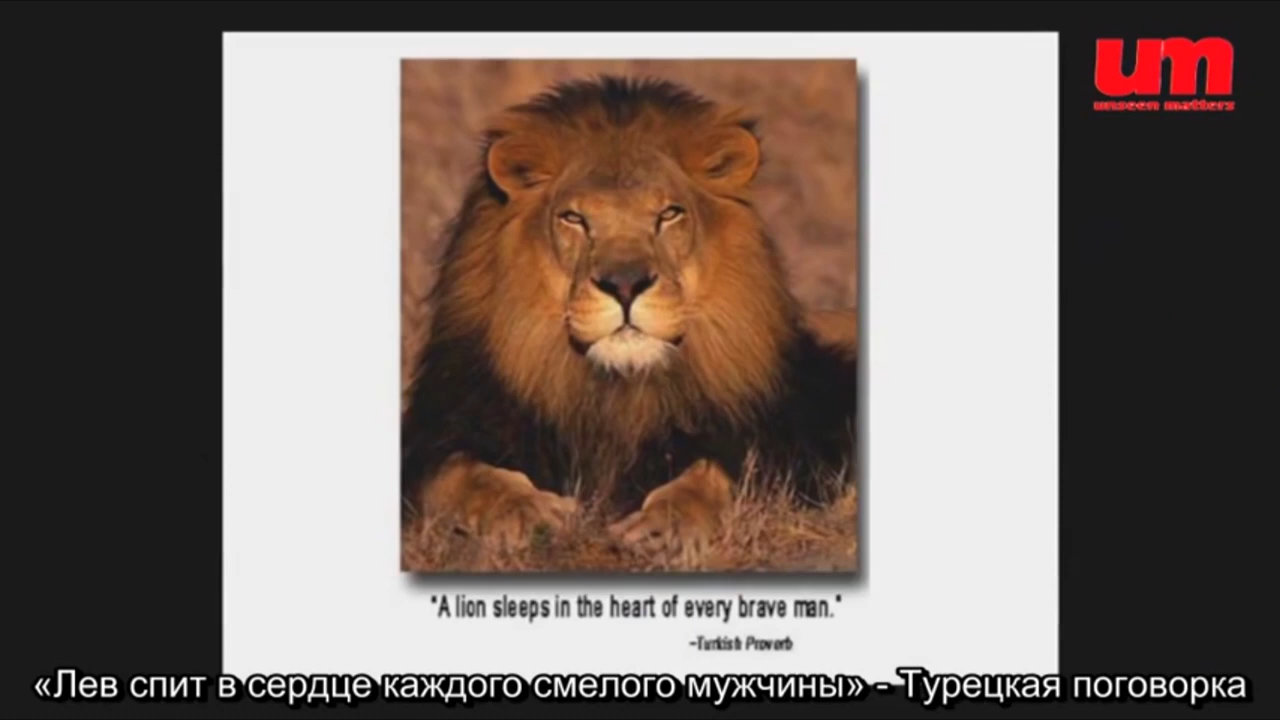 um
unseen matters
"A lion sleeps in the heart of every brave man."
~Turkish Proverb
«Лев спит в сердце каждого смелого мужчины» - Турецкая поговорка